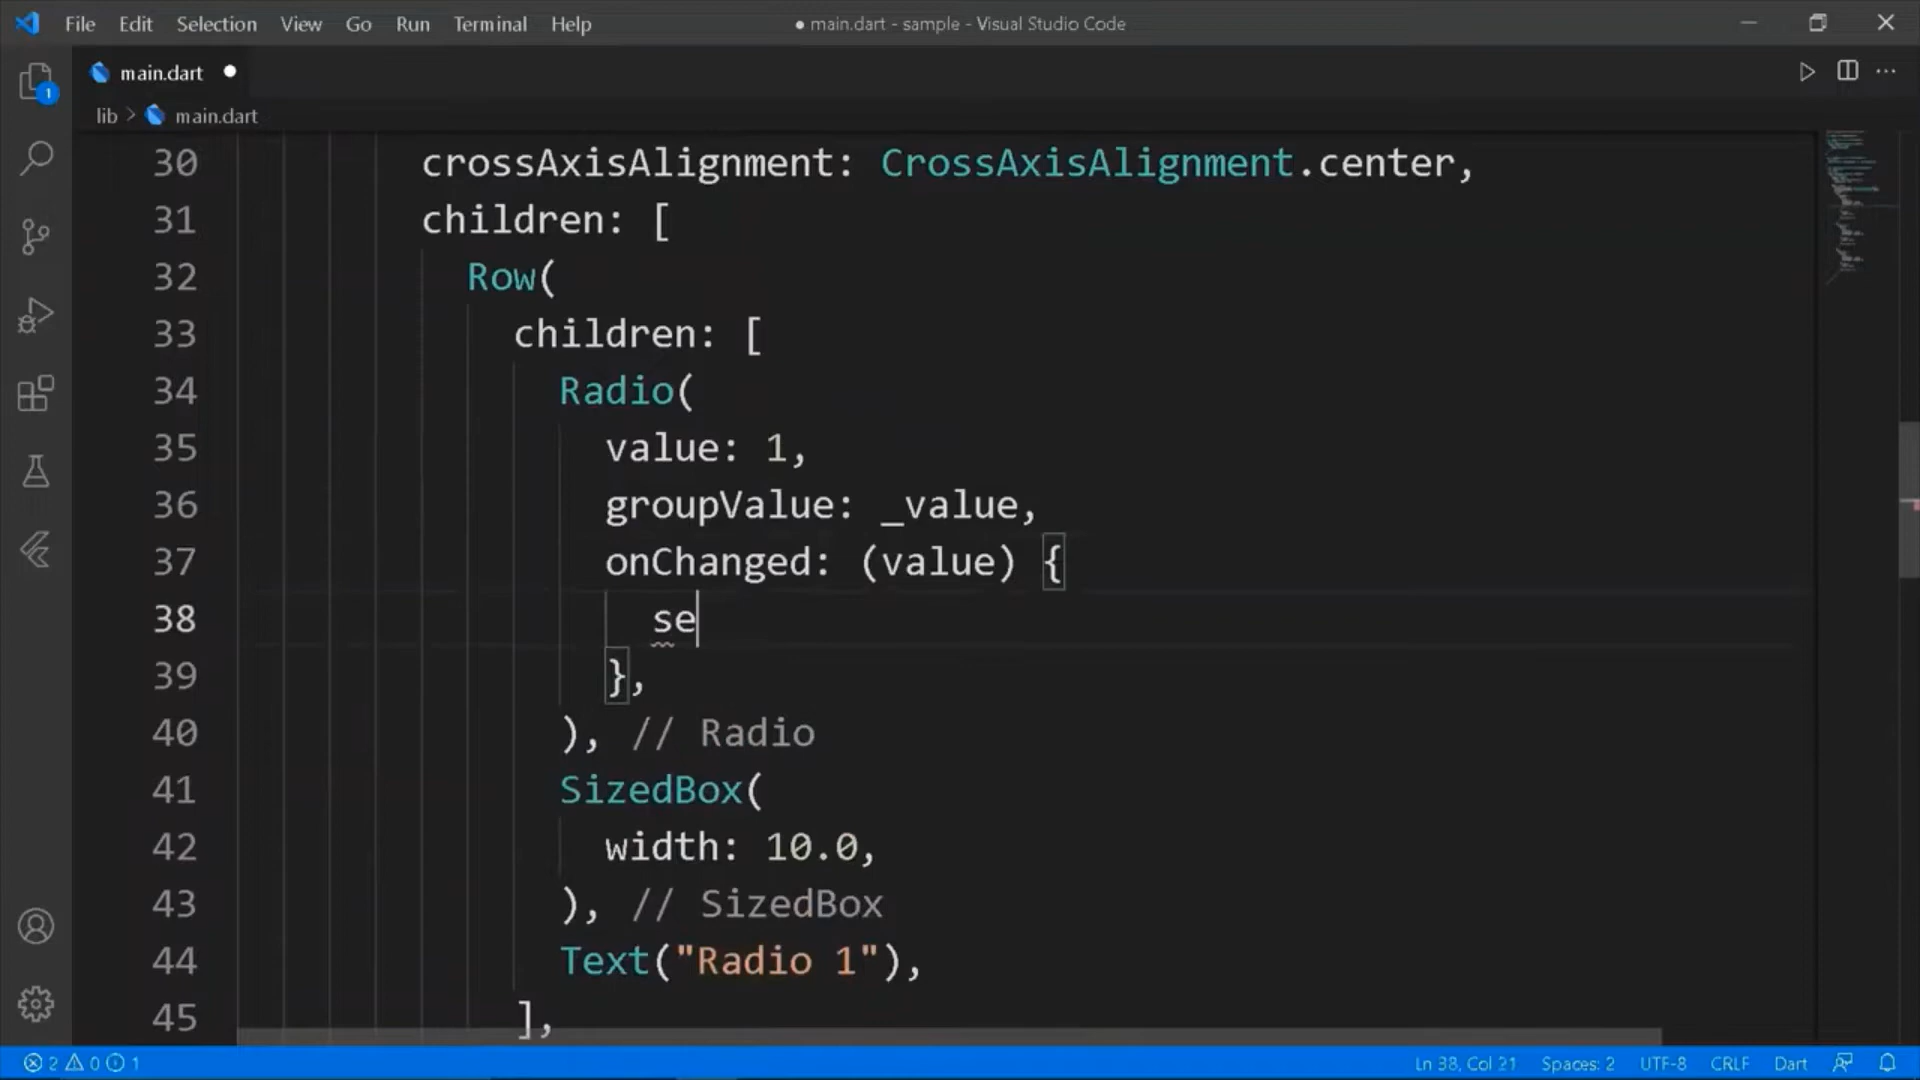 File Edit Selection View Go Run Terminal Help ● main.dart - sample - Visual Studio Code
1
main.dart ●
lib > main.dart
30 crossAxisAlignment: CrossAxisAlignment.center,
31 children: [
32 Row(
33 children: [
34 Radio(
35 value: 1,
36 groupValue: _value,
37 onChanged: (value) {
38 se
39 },
40 ), // Radio
41 SizedBox(
42 width: 10.0,
43 ), // SizedBox
44 Text("Radio 1"),
45 ],
2 0 1 Ln 38, Col 21 Spaces: 2 UTF-8 CRLF Dart